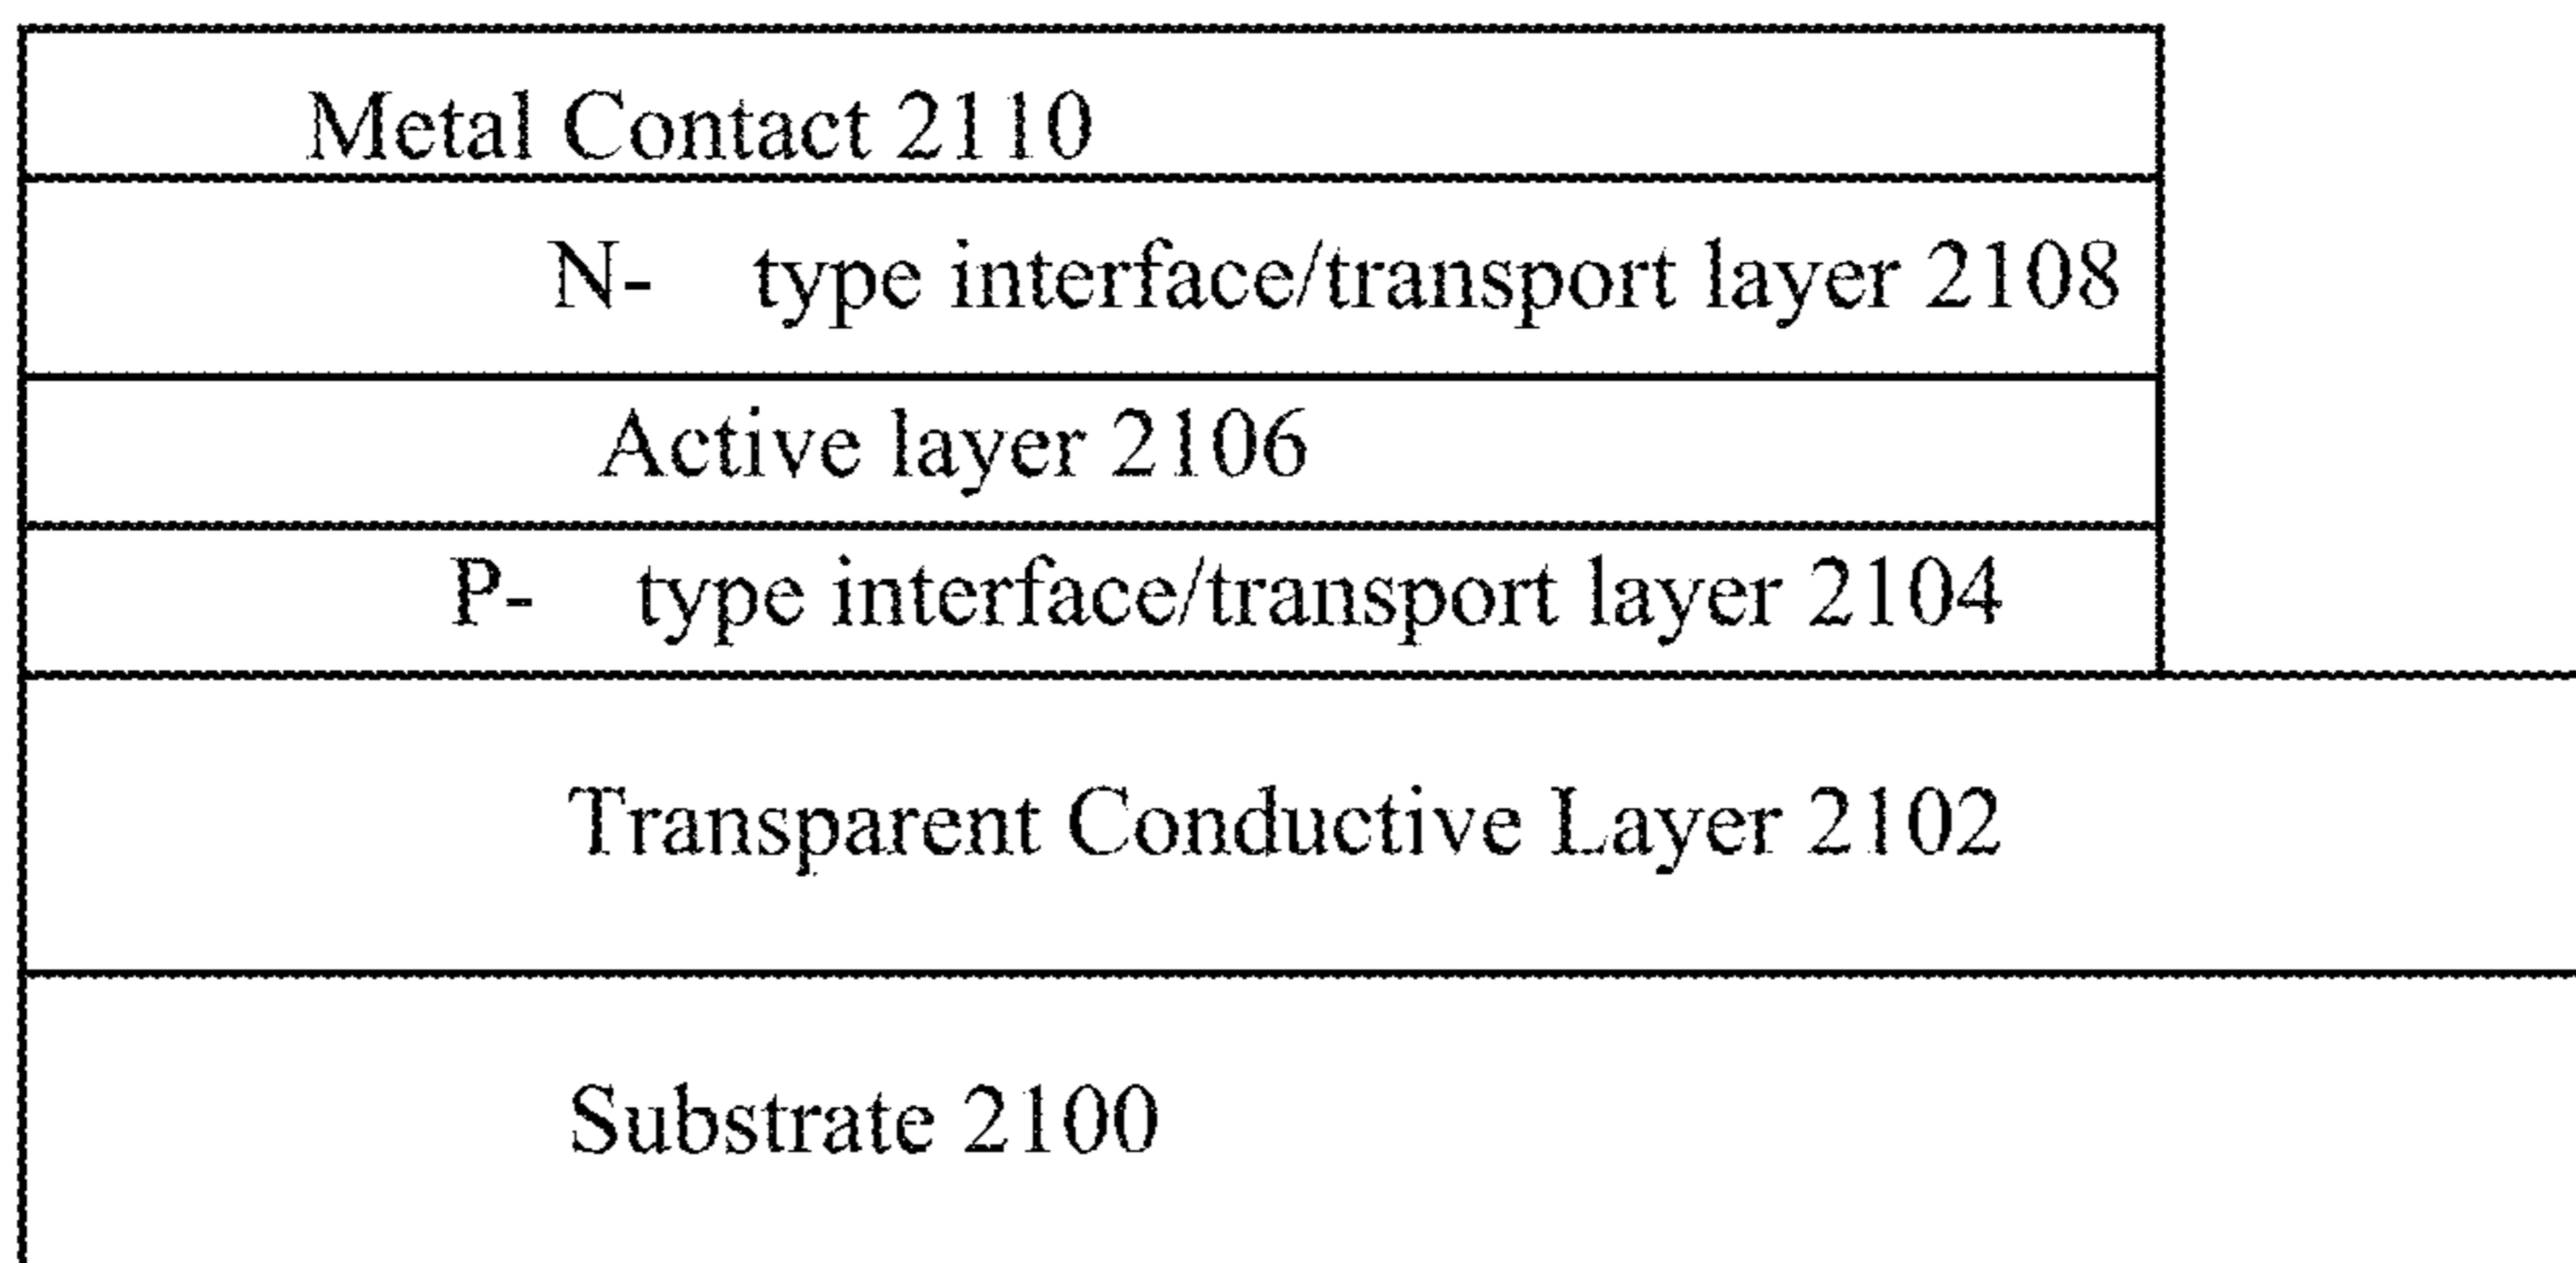 Metal Contact 2110
N- type interface/transport layer 2108
Active layer 2106
P- type interface/transport layer 2104
Transparent Conductive Layer 2102
Substrate 2100